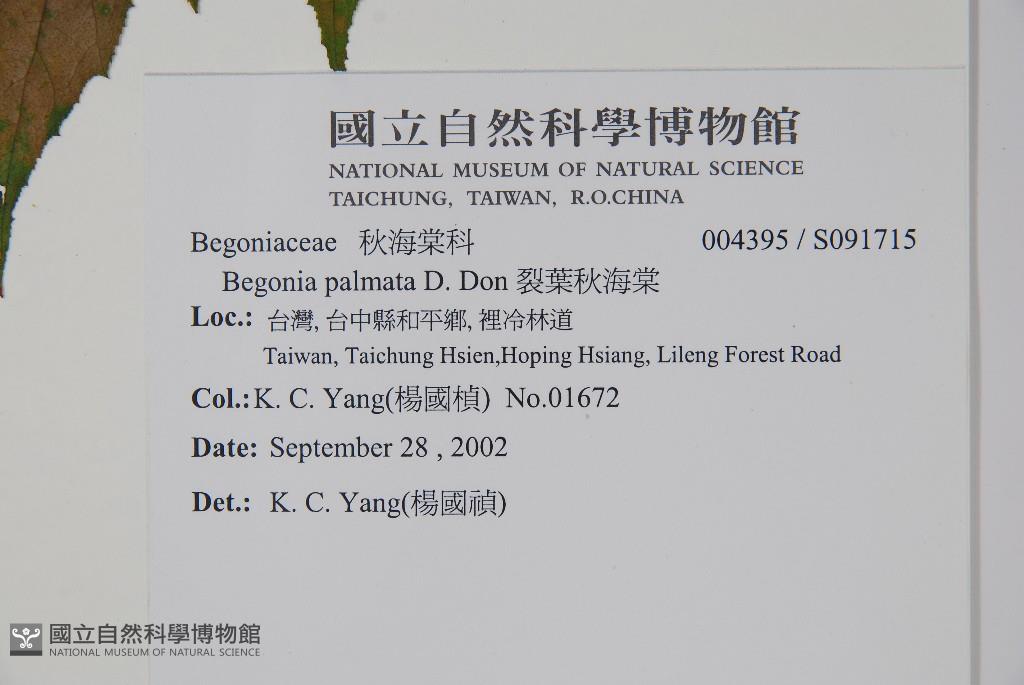 國立自然科學博物館
NATIONAL MUSEUM OF NATURAL SCIENCE
TAICHUNG, TAIWAN, R.O.CHINA
Begoniaceae 秋海棠科 004395 / S091715
Begonia palmata D. Don 裂葉秋海棠
Loc.: 台灣, 台中縣和平鄉, 裡冷林道
Taiwan, Taichung Hsien,Hoping Hsiang, Lileng Forest Road
Col.:K. C. Yang(楊國楨) No.01672
Date: September 28 , 2002
Det.: K. C. Yang(楊國禎)
國立自然科學博物館
NATIONAL MUSEUM OF NATURAL SCIENCE